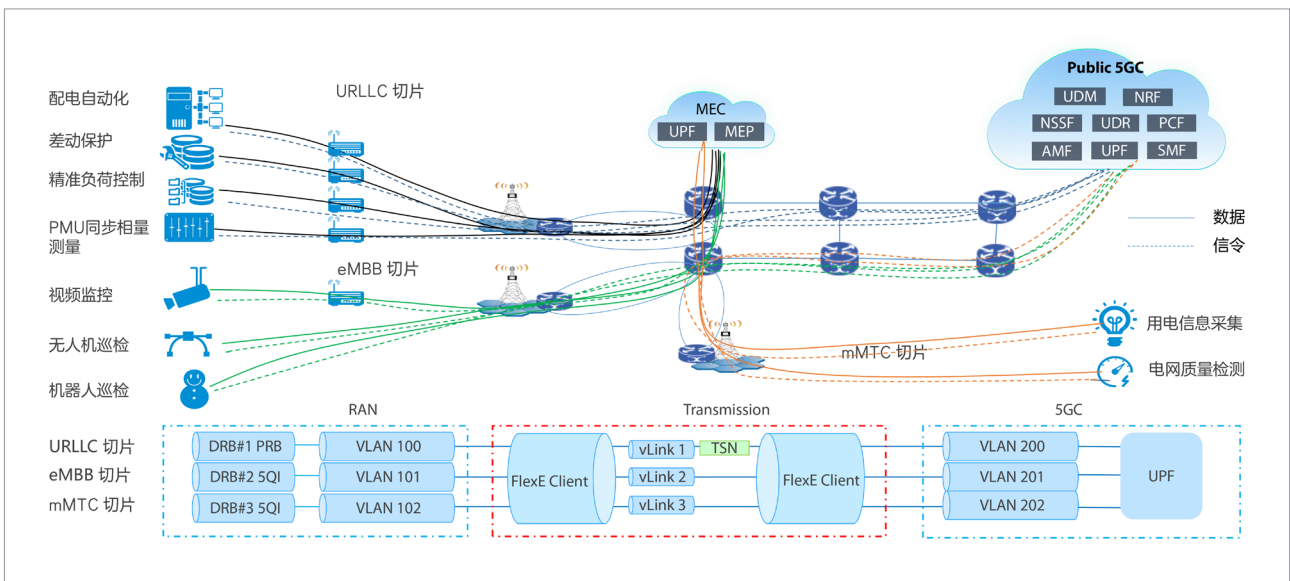 配电自动化
差动保护
精准负荷控制
PMU同步相量
测量
视频监控
无人机巡检
机器人巡检
URLLC 切片
eMBB 切片
MEC
UPF MEP
Public 5GC
UDM NRF
NSSF UDR PCF
AMF UPF SMF
数据
信令
mMTC 切片
用电信息采集
电网质量检测
RAN Transmission 5GC
URLLC 切片 DRB#1 PRB VLAN 100 vLink 1 TSN VLAN 200
eMBB 切片 DRB#2 5QI VLAN 101 FlexE Client vLink 2 FlexE Client VLAN 201 UPF
mMTC 切片 DRB#3 5QI VLAN 102 vLink 3 VLAN 202